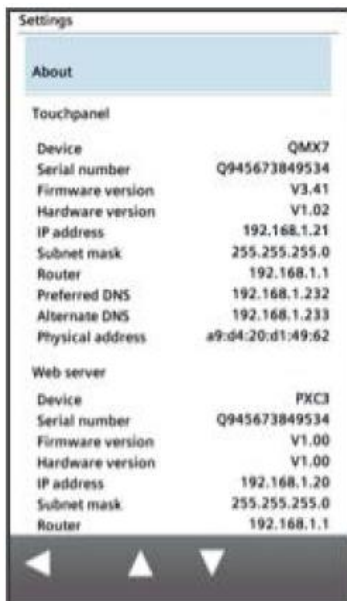 Settings
About
Touchpanel
Device QMX7
Serial number Q945673849534
Firmware version V3.41
Hardware version V1.02
IP address 192.168.1.21
Subnet mask 255.255.255.0
Router 192.168.1.1
Preferred DNS 192.168.1.232
Alternate DNS 192.168.1.233
Physical address a9:d4:20:d1:49:62
Web server
Device PXC3
Serial number Q945673849534
Firmware version V1.00
Hardware version V1.00
IP address 192.168.1.20
Subnet mask 255.255.255.0
Router 192.168.1.1